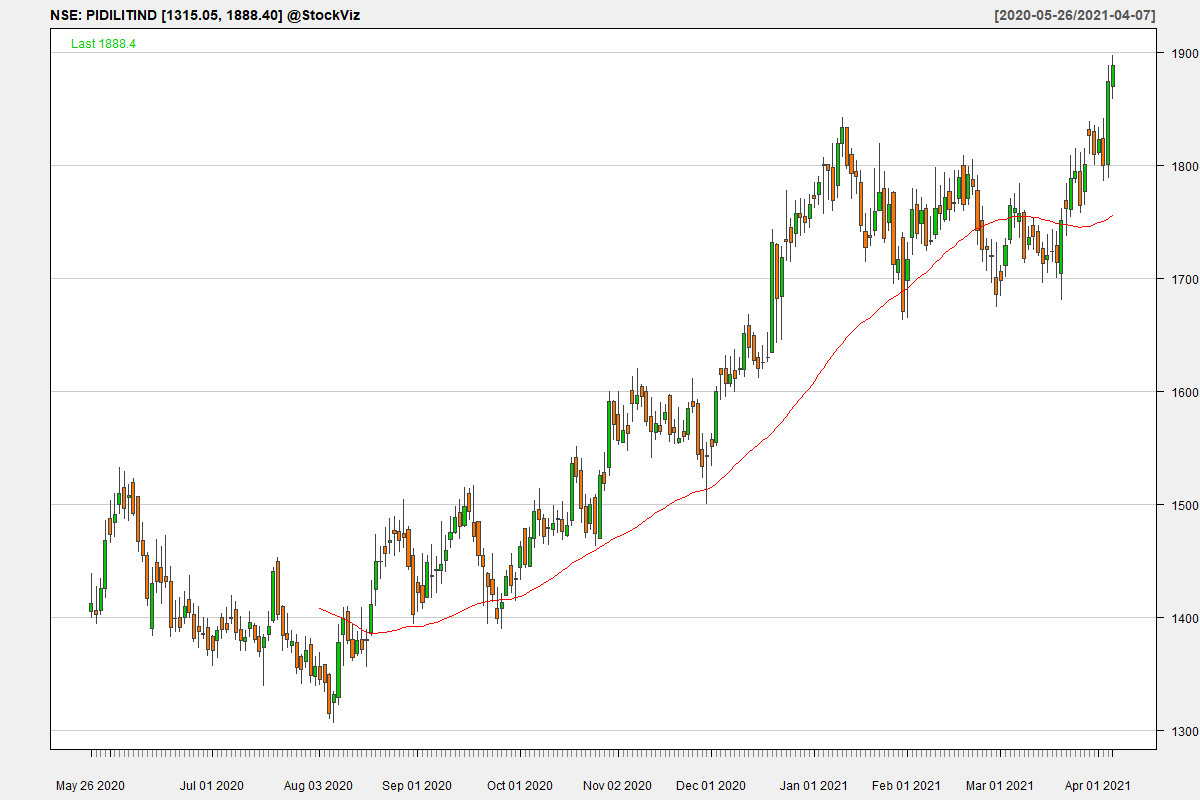 NSE: PIDILITIND [1315.05, 1888.40] @StockViz [2020-05-26/2021-04-07]
Last 1888.4
1900
1800
1700
1600
1500
1400
1300
May 26 2020 Jul 01 2020 Aug 03 2020 Sep 01 2020 Oct 01 2020 Nov 02 2020 Dec 01 2020 Jan 01 2021 Feb 01 2021 Mar 01 2021 Apr 01 2021